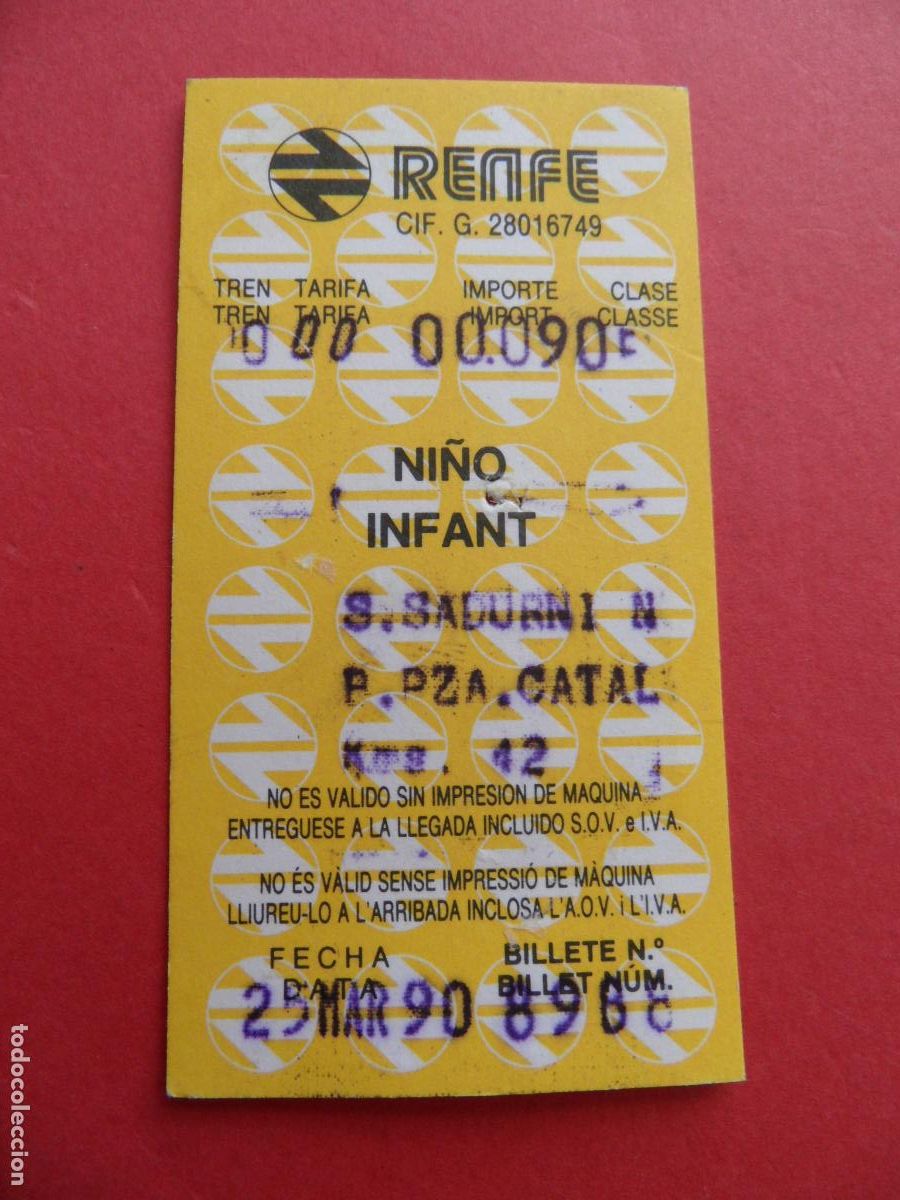 RENFE
CIF. G. 28016749
TREN TARIFA IMPORTE CLASE
TREN TARIFA IMPORT CLASSE
00.090
NIÑO
INFANT
S.SADURNI N
P.PZA.CATAL
Kms. 42
NO ES VALIDO SIN IMPRESION DE MAQUINA
ENTREGUESE A LA LLEGADA INCLUIDO S.O.V. e I.V.A.
NO ÉS VÀLID SENSE IMPRESSIÓ DE MÀQUINA
LLIUREU-LO A L'ARRIBADA INCLOSA L'A.O.V. i L'I.V.A.
FECHA BILLETE N.º
DATA BILLET NÚM.
25 MAR 90
todocoleccion